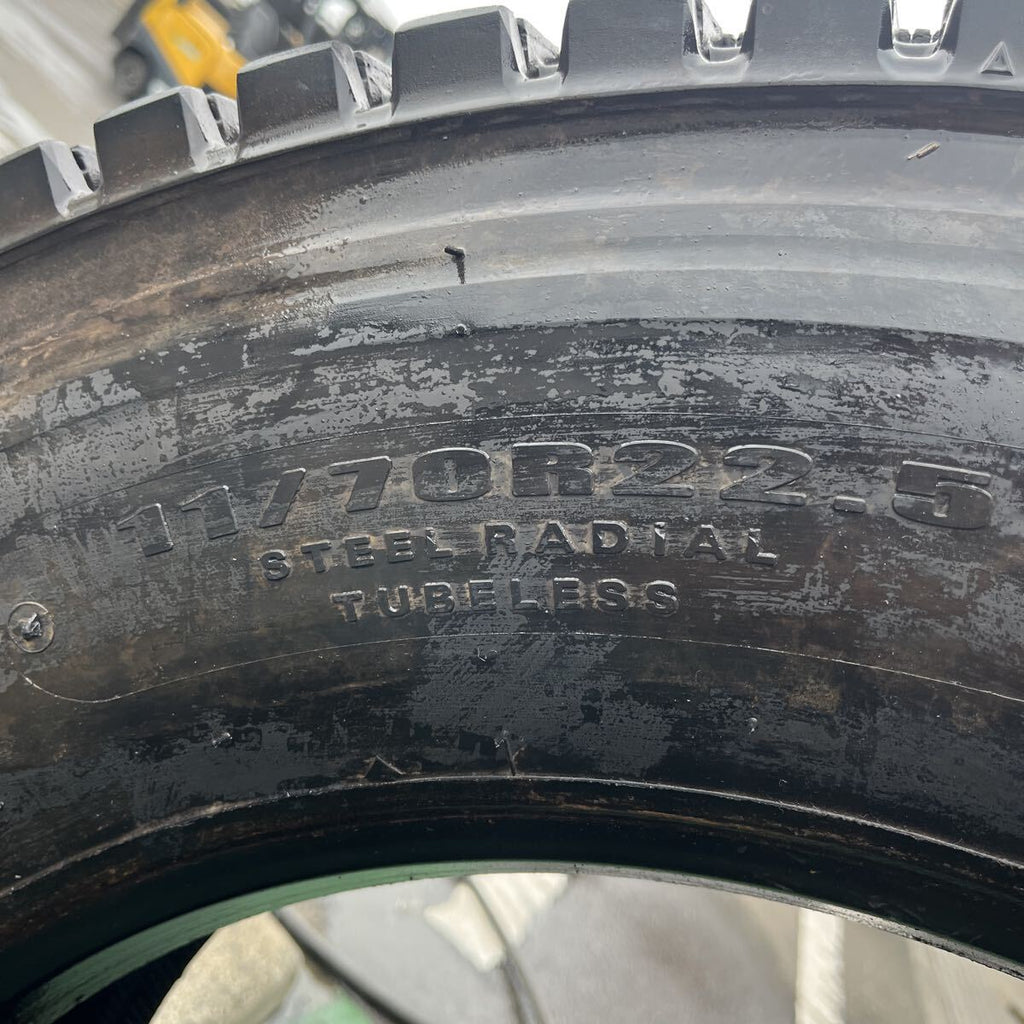 11/70R22.5
STEEL RADIAL
TUBELESS